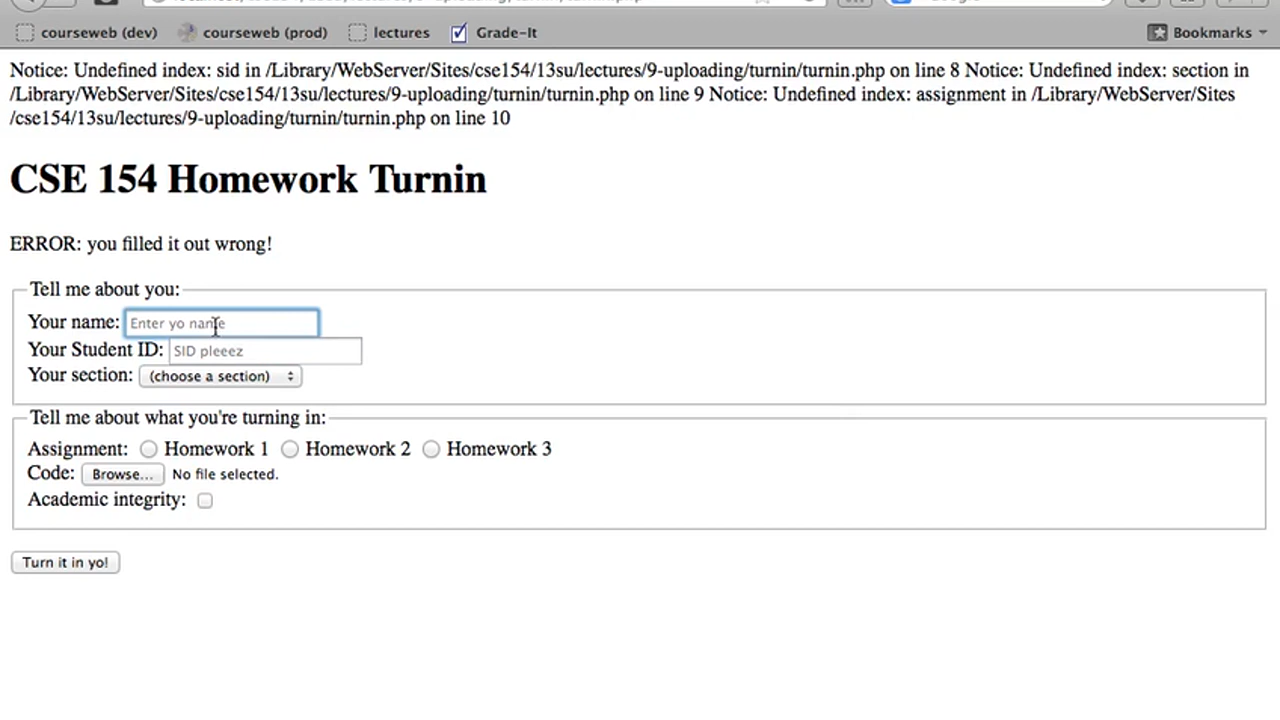 courseweb (dev) courseweb (prod) lectures Grade-It Bookmarks
Notice: Undefined index: sid in /Library/WebServer/Sites/cse154/13su/lectures/9-uploading/turnin/turnin.php on line 8 Notice: Undefined index: section in
/Library/WebServer/Sites/cse154/13su/lectures/9-uploading/turnin/turnin.php on line 9 Notice: Undefined index: assignment in /Library/WebServer/Sites
/cse154/13su/lectures/9-uploading/turnin/turnin.php on line 10
CSE 154 Homework Turnin
ERROR: you filled it out wrong!
Tell me about you:
Your name: Enter yo name
Your Student ID: SID pleeez
Your section: (choose a section)
Tell me about what you're turning in:
Assignment: Homework 1 Homework 2 Homework 3
Code: Browse... No file selected.
Academic integrity:
Turn it in yo!